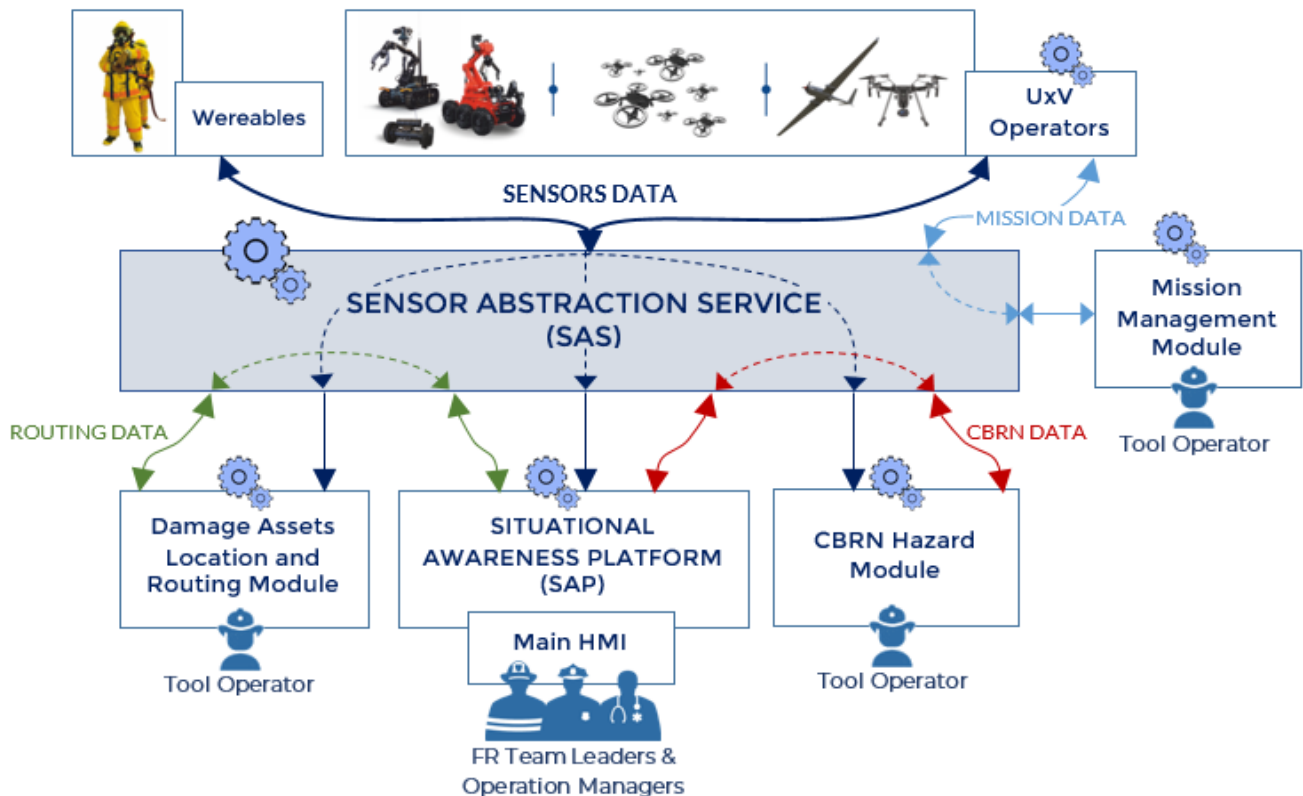 Wereables
UxV
Operators
SENSORS DATA
MISSION DATA
SENSOR ABSTRACTION SERVICE
(SAS)
Mission
Management
Module
Tool Operator
ROUTING DATA
CBRN DATA
Damage Assets
Location and
Routing Module
Tool Operator
SITUATIONAL
AWARENESS PLATFORM
(SAP)
Main HMI
FR Team Leaders &
Operation Managers
CBRN Hazard
Module
Tool Operator